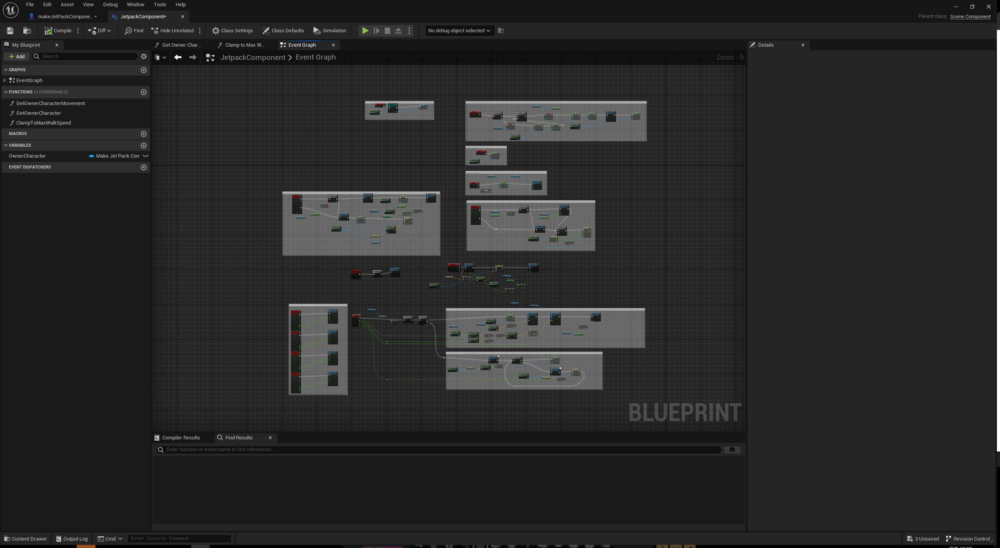 File Edit Asset View Debug Window Tools Help
makeJetPackCompone... *
JetpackComponent*
Parent class: Scene Component
Compile
Diff
Find
Hide Unrelated
Class Settings
Class Defaults
Simulation
No debug object selected
My Blueprint
Get Owner Char...
Clamp to Max W...
Event Graph
Details
Add
Search
JetpackComponent > Event Graph
Zoom -9
GRAPHS
EventGraph
FUNCTIONS (3 OVERRIDABLE)
GetOwnerCharacterMovement
GetOwnerCharacter
ClampToMaxWalkSpeed
MACROS
VARIABLES
OwnerCharacter
Make Jet Pack Con
EVENT DISPATCHERS
MAX
BLUEPRINT
Compiler Results
Find Results
Enter function or event name to find references...
Content Drawer
Output Log
Cmd
Enter Console Command
3 Unsaved
Revision Control